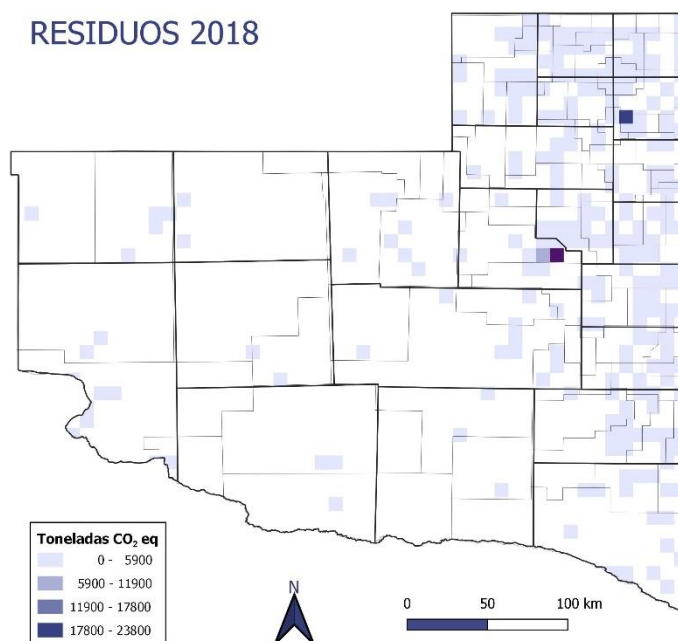 RESIDUOS 2018
Toneladas CO₂ eq
0 - 5900
5900 - 11900
11900 - 17800
17800 - 23800
N
0 50 100 km